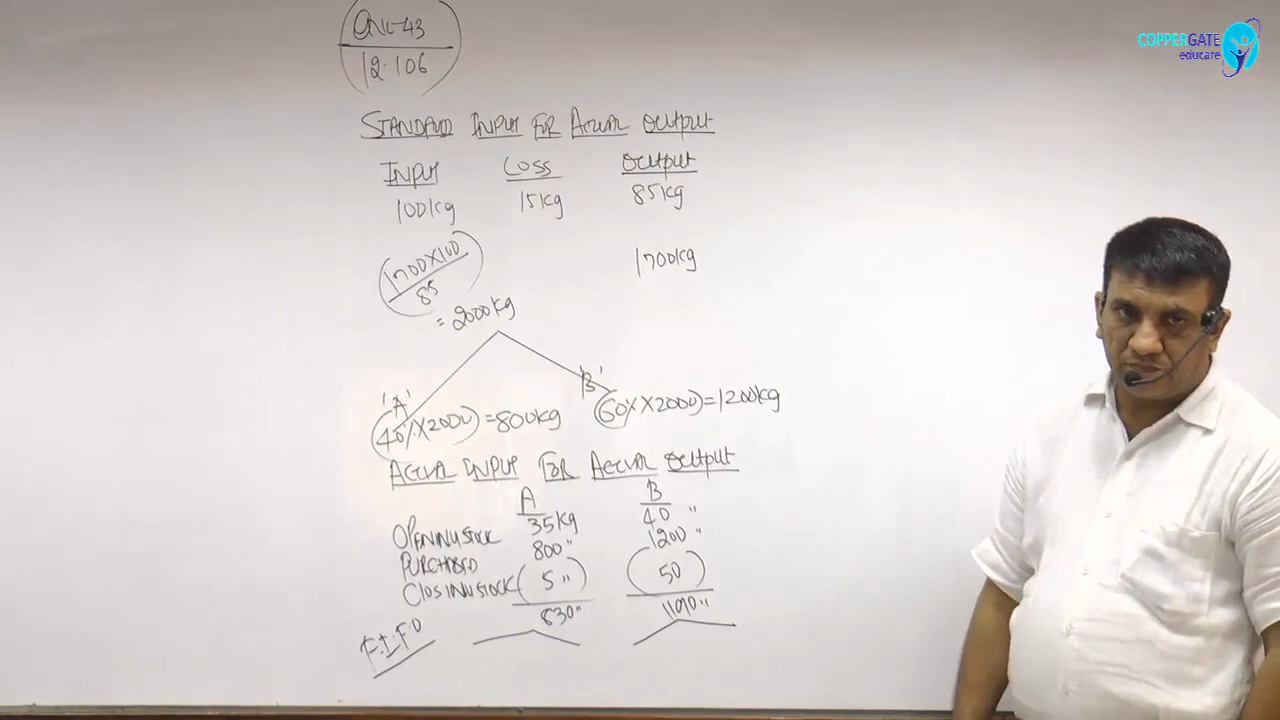 COPPERGATE
educare
12.106
STANDARD INPUT FOR ACTUAL OUTPUT
INPUT LOSS OUTPUT
100kg 15kg 85kg
1700X100 1700kg
85
= 2000kg
'A' 'B'
40%X2000 = 800kg 60%X2000 = 1200kg
ACTUAL INPUT FOR ACTUAL OUTPUT
A B
OPENING STOCK 35kg 40 "
PURCHASED 800 " 1200 "
CLOSING STOCK (5 ") (50)
830 " 1190 "
F.I.F.O